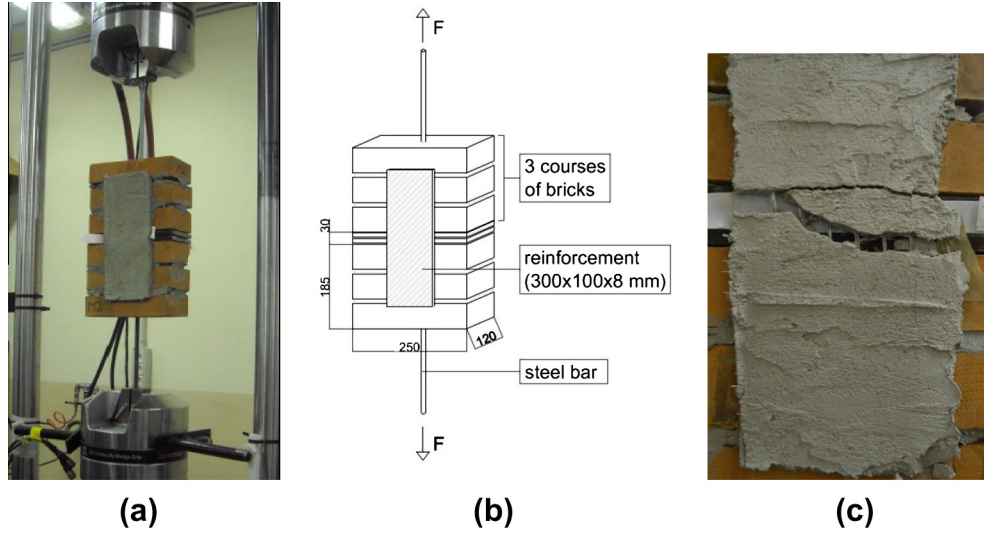 F
3 courses
of bricks
30
reinforcement
(300x100x8 mm)
185
120
250
steel bar
F
(a)
(b)
(c)